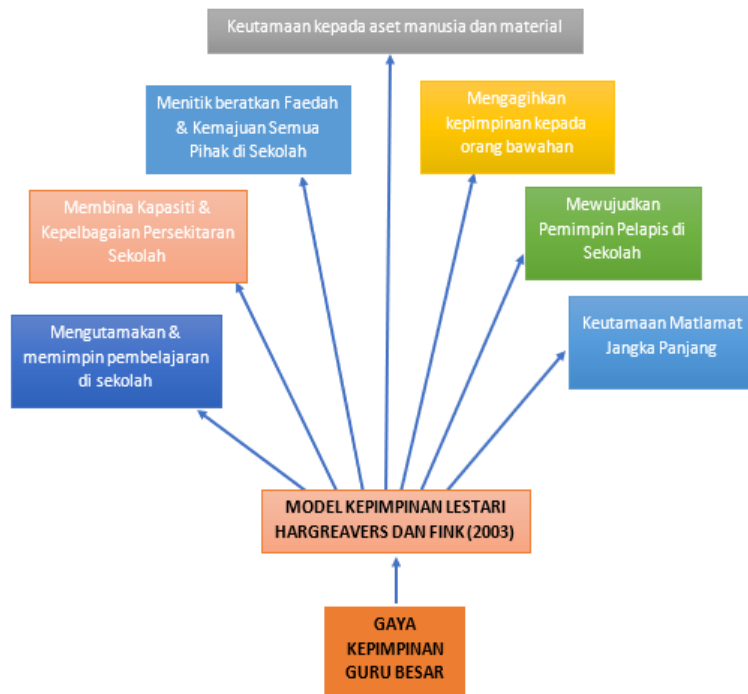 Keutamaan kepada aset manusia dan material
Menitik beratkan Faedah
& Kemajuan Semua
Pihak di Sekolah
Mengagihkan
kepimpinan kepada
orang bawahan
Membina Kapasiti &
Kepelbagaian Persekitaran
Sekolah
Mewujudkan
Pemimpin Pelapis di
Sekolah
Mengutamakan &
memimpin pembelajaran
di sekolah
Keutamaan Matlamat
Jangka Panjang
MODEL KEPIMPINAN LESTARI
HARGREAVERS DAN FINK (2003)
GAYA
KEPIMPINAN
GURU BESAR